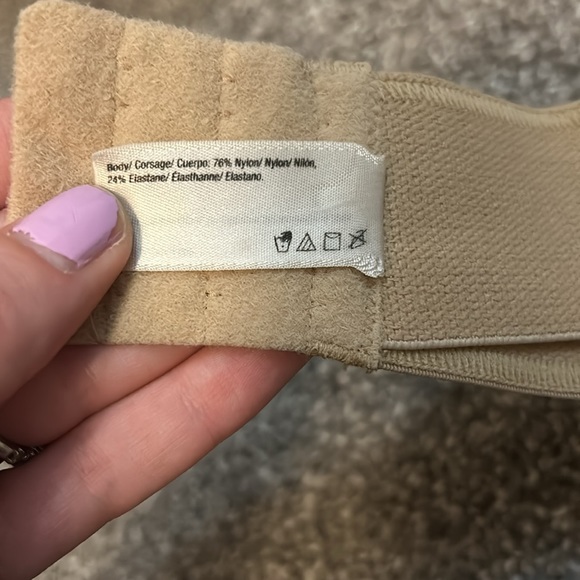 Body/ Corsage/ Cuerpo: 76% Nylon/ Nylon/ Nilón,
24% Elastane/ Élasthanne/ Elastano.